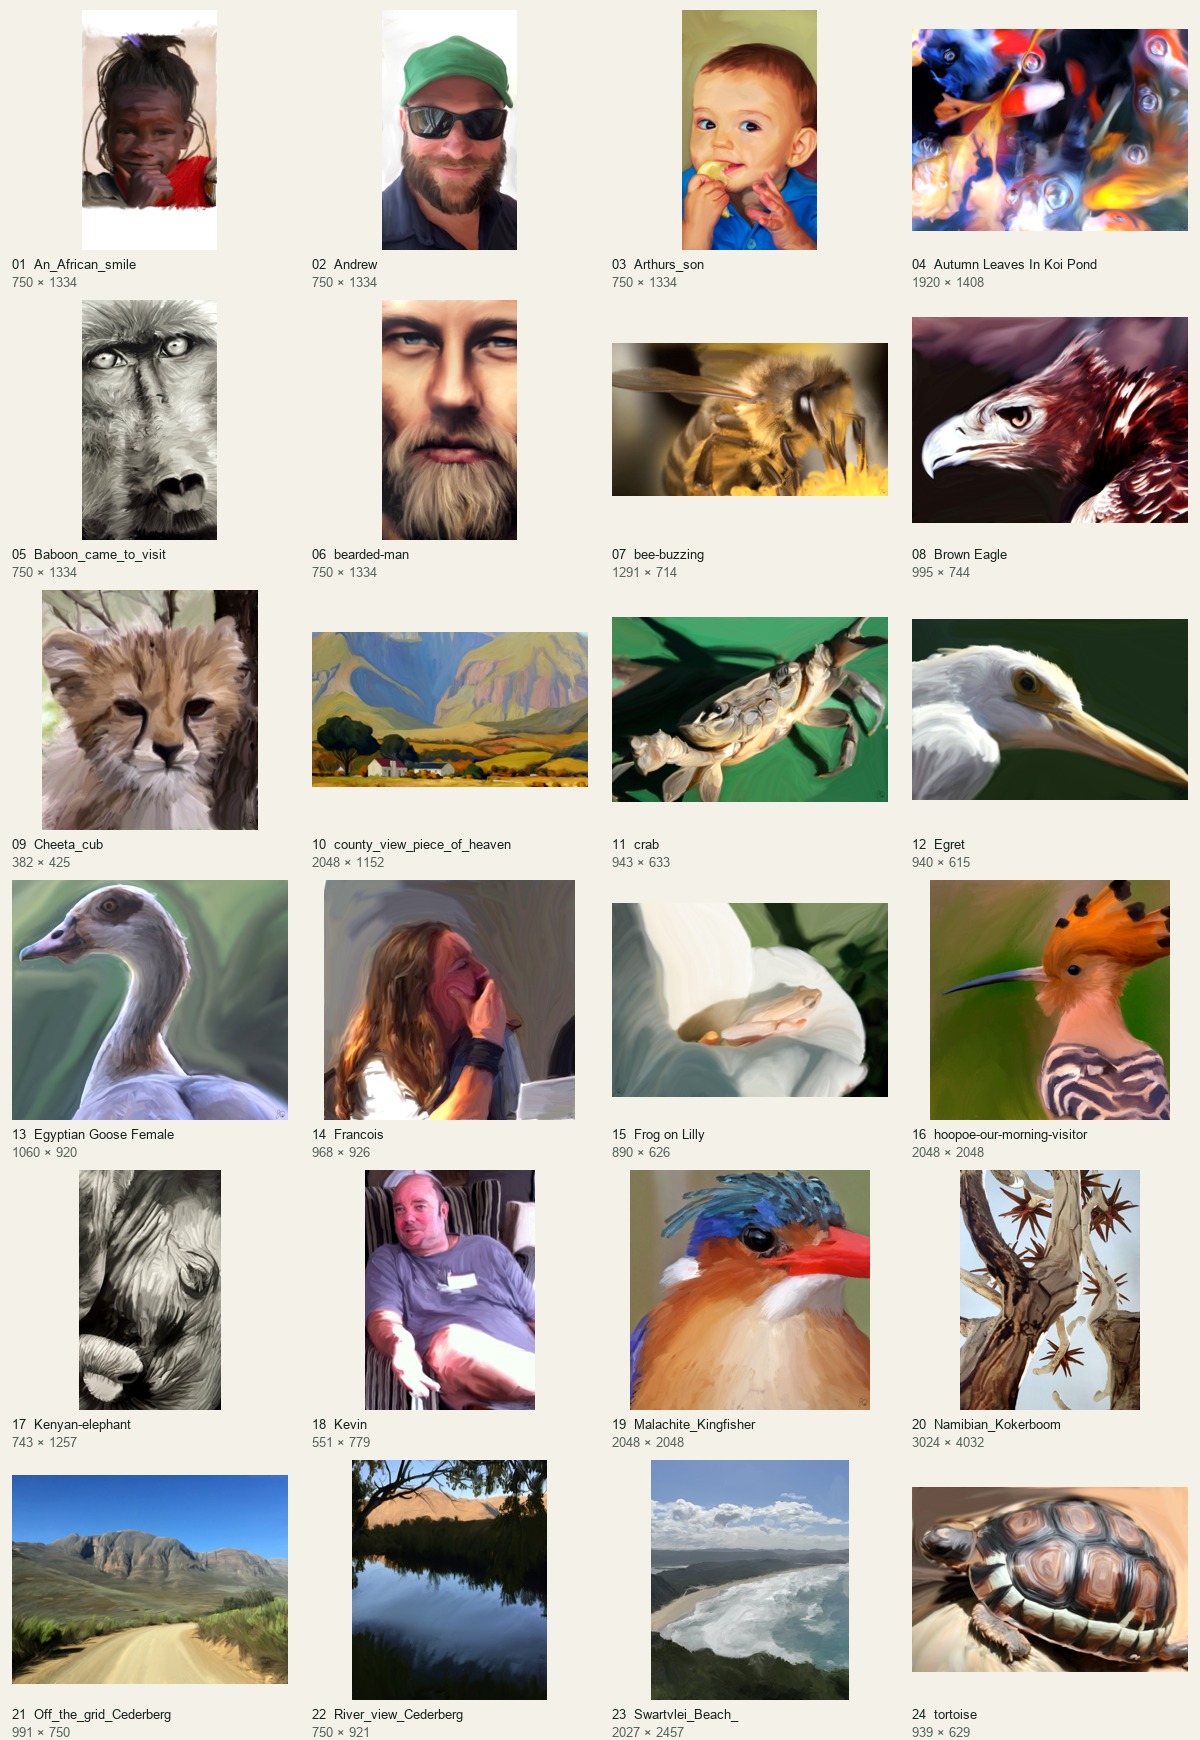 01 An_African_smile
750 × 1334
02 Andrew
750 × 1334
03 Arthurs_son
750 × 1334
04 Autumn Leaves In Koi Pond
1920 × 1408
05 Baboon_came_to_visit
750 × 1334
06 bearded-man
750 × 1334
07 bee-buzzing
1291 × 714
08 Brown Eagle
995 × 744
09 Cheeta_cub
382 × 425
10 county_view_piece_of_heaven
2048 × 1152
11 crab
943 × 633
12 Egret
940 × 615
13 Egyptian Goose Female
1060 × 920
14 Francois
968 × 926
15 Frog on Lilly
890 × 626
16 hoopoe-our-morning-visitor
2048 × 2048
17 Kenyan-elephant
743 × 1257
18 Kevin
551 × 779
19 Malachite_Kingfisher
2048 × 2048
20 Namibian_Kokerboom
3024 × 4032
21 Off_the_grid_Cederberg
991 × 750
22 River_view_Cederberg
750 × 921
23 Swartvlei_Beach_
2027 × 2457
24 tortoise
939 × 629